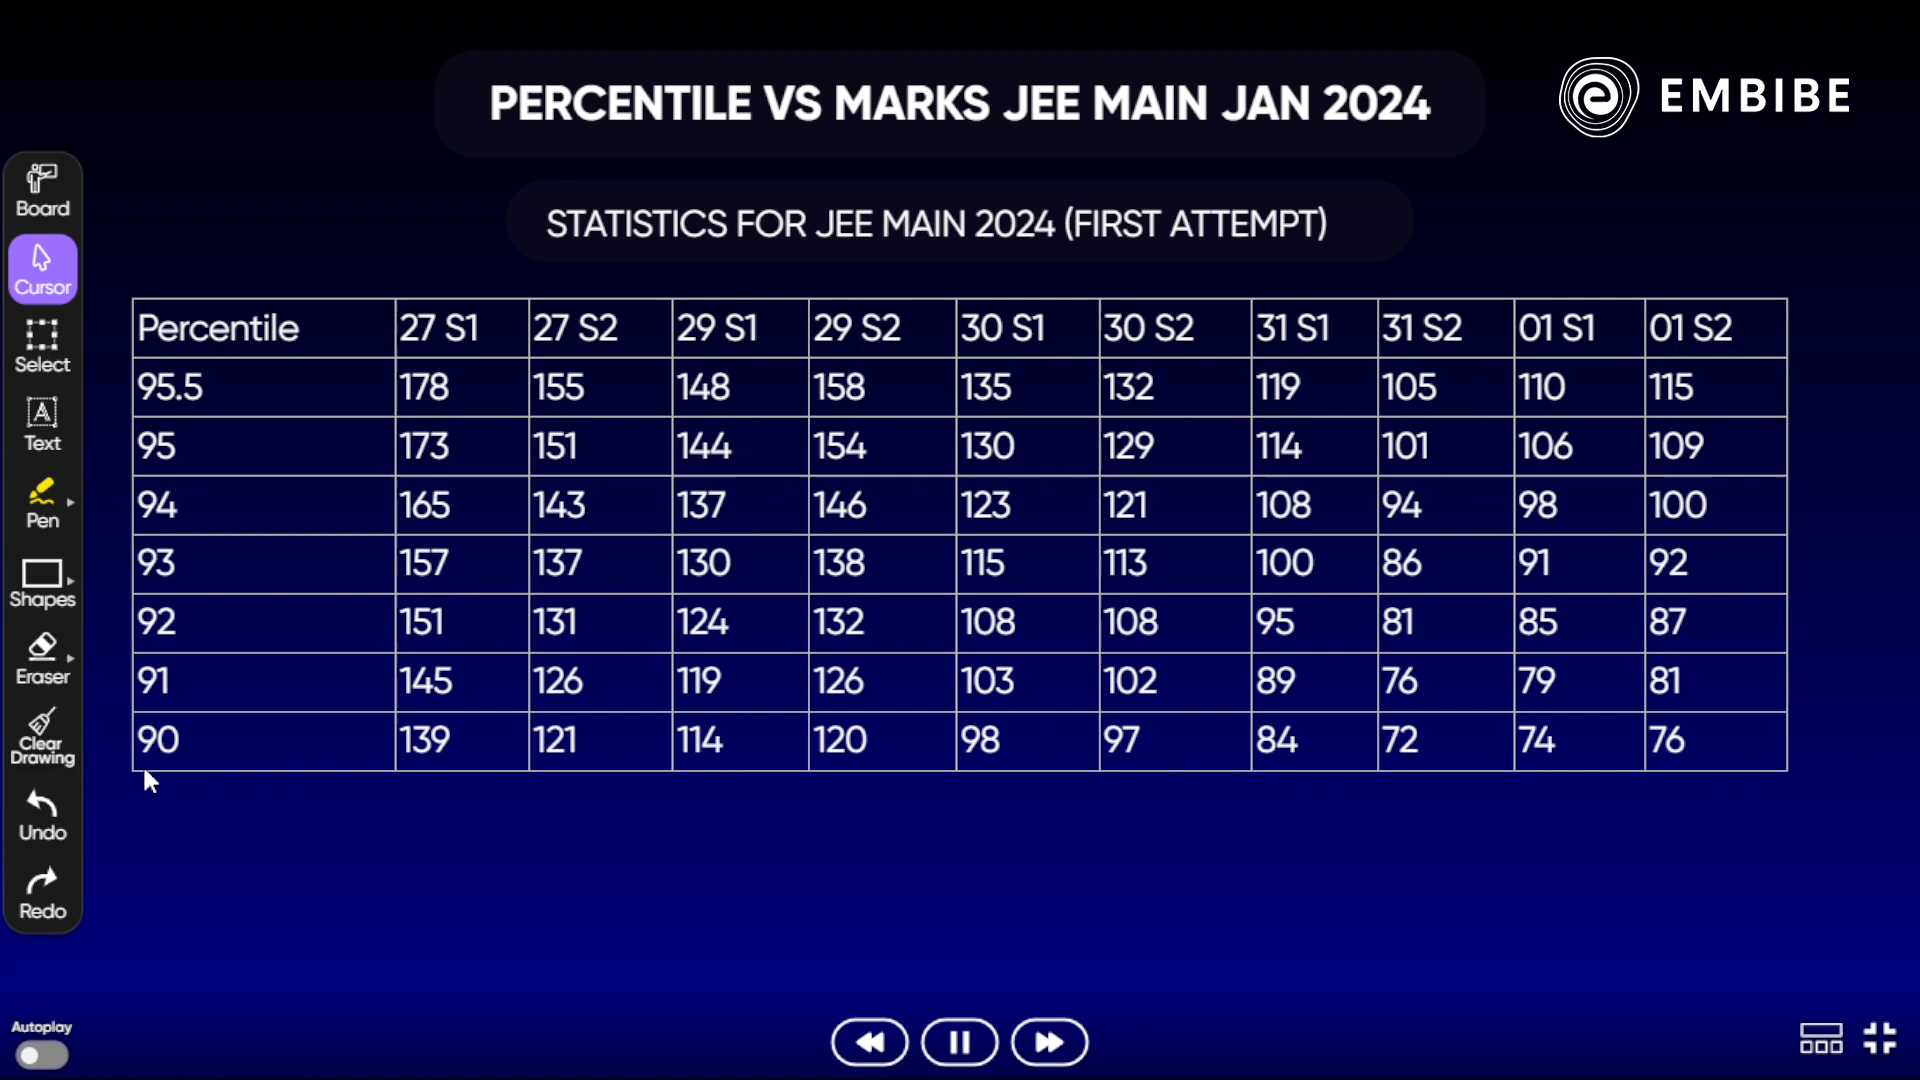 PERCENTILE VS MARKS JEE MAIN JAN 2024
EMBIBE
STATISTICS FOR JEE MAIN 2024 (FIRST ATTEMPT)
Board
Cursor
Select
A
Text
Pen
Shapes
Eraser
Clear
Drawing
Undo
Redo
Percentile 27 S1 27 S2 29 S1 29 S2 30 S1 30 S2 31 S1 31 S2 01 S1 01 S2
95.5 178 155 148 158 135 132 119 105 110 115
95 173 151 144 154 130 129 114 101 106 109
94 165 143 137 146 123 121 108 94 98 100
93 157 137 130 138 115 113 100 86 91 92
92 151 131 124 132 108 108 95 81 85 87
91 145 126 119 126 103 102 89 76 79 81
90 139 121 114 120 98 97 84 72 74 76
Autoplay